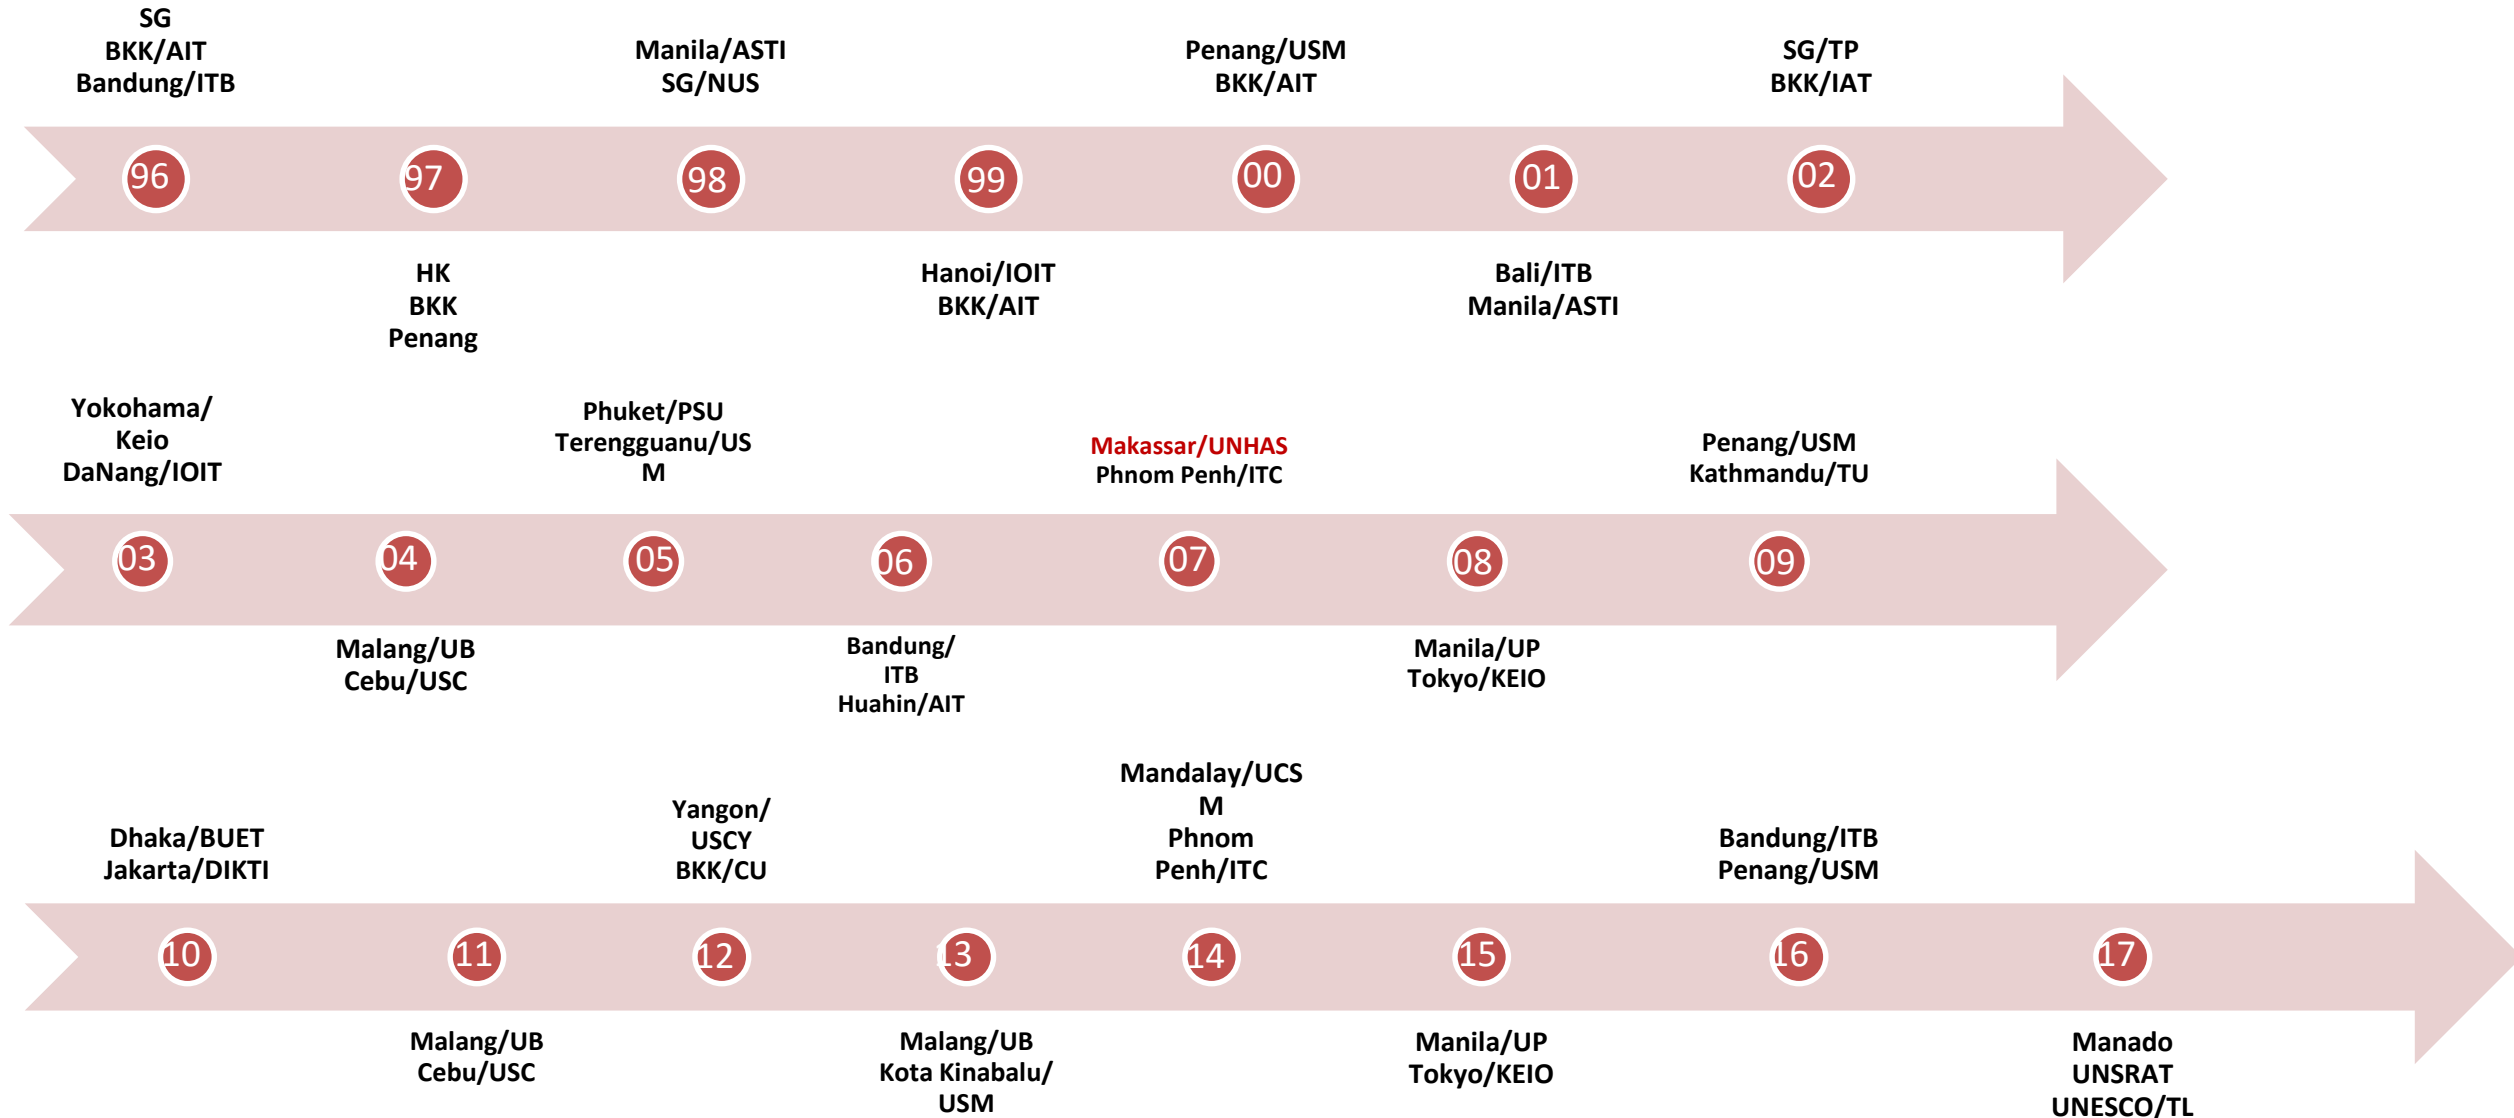 SG
BKK/AIT
Bandung/ITB
Manila/ASTI
SG/NUS
Penang/USM
BKK/AIT
SG/TP
BKK/IAT
96
97
98
99
00
01
02
HK
BKK
Penang
Hanoi/IOIT
BKK/AIT
Bali/ITB
Manila/ASTI
Yokohama/
Keio
DaNang/IOIT
Phuket/PSU
Terengguanu/US
M
Makassar/UNHAS
Phnom Penh/ITC
Penang/USM
Kathmandu/TU
03
04
05
06
07
08
09
Malang/UB
Cebu/USC
Bandung/
ITB
Huahin/AIT
Manila/UP
Tokyo/KEIO
Dhaka/BUET
Jakarta/DIKTI
Yangon/
USCY
BKK/CU
Mandalay/UCS
M
Phnom
Penh/ITC
Bandung/ITB
Penang/USM
10
11
12
13
14
15
16
17
Malang/UB
Cebu/USC
Malang/UB
Kota Kinabalu/
USM
Manila/UP
Tokyo/KEIO
Manado
UNSRAT
UNESCO/TL